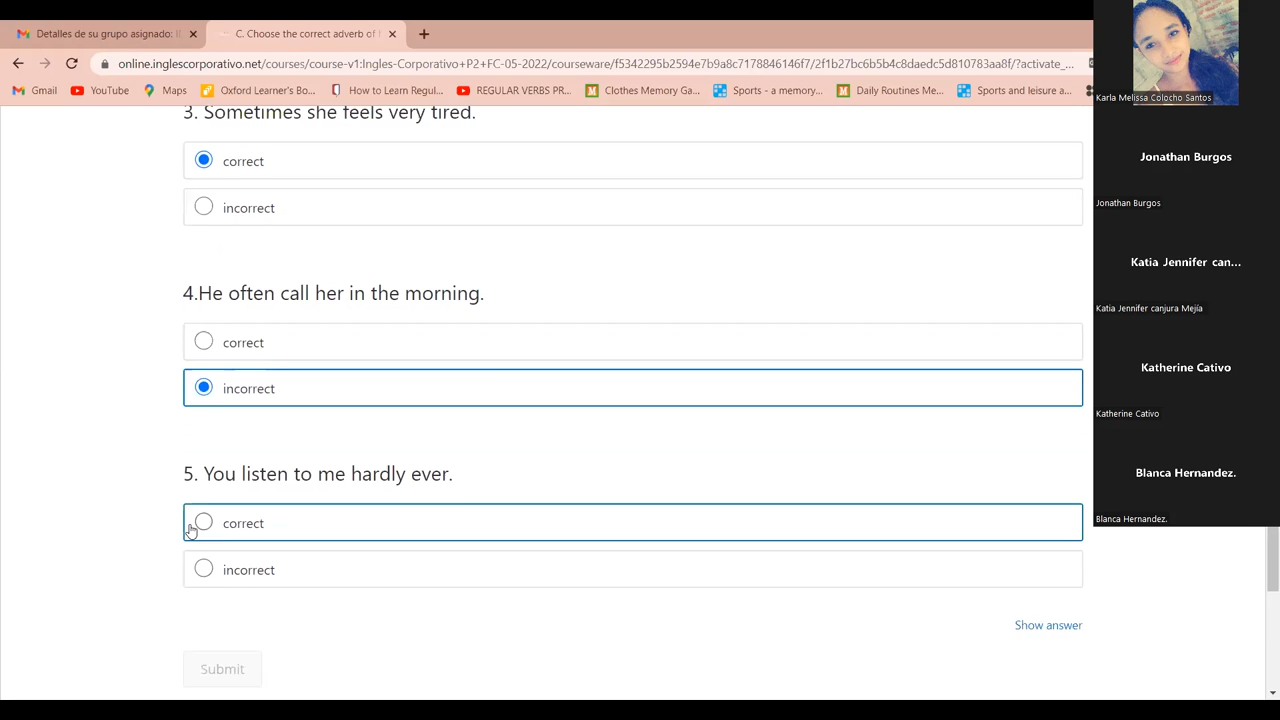 Detalles de su grupo asignado: I
C. Choose the correct adverb of f
online.inglescorporativo.net/courses/course-v1:Ingles-Corporativo+P2+FC-05-2022/courseware/f5342295b2594e7b9a8c7178846146f7/2f1b27bc6b5b4c8daedc5d810783aa8f/?activate_...
Gmail
YouTube
Maps
Oxford Learner's Bo...
How to Learn Regul...
REGULAR VERBS PR...
Clothes Memory Ga...
Sports - a memory...
Daily Routines Me...
Sports and leisure a...
3. Sometimes she feels very tired.
correct
incorrect
4.He often call her in the morning.
correct
incorrect
5. You listen to me hardly ever.
correct
incorrect
Show answer
Submit
Karla Melissa Colocho Santos
Jonathan Burgos
Jonathan Burgos
Katia Jennifer can...
Katia Jennifer canjura Mejía
Katherine Cativo
Katherine Cativo
Blanca Hernandez.
Blanca Hernandez.